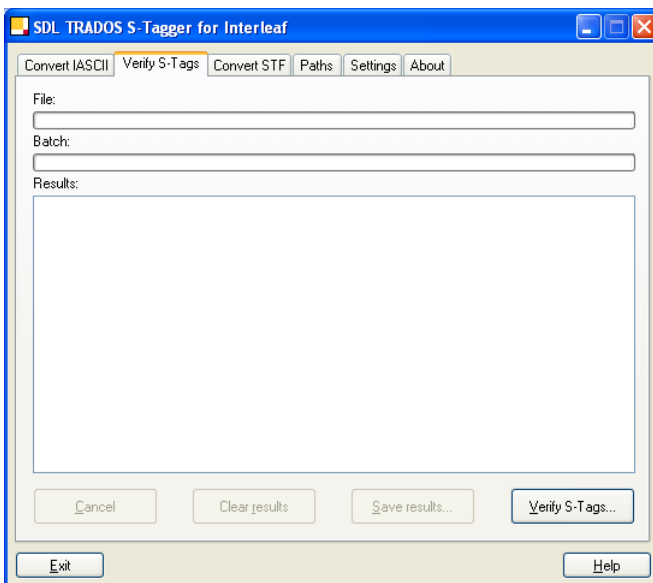 SDL TRADOS S-Tagger for Interleaf
Convert IASCII Verify S-Tags Convert STF Paths Settings About
File:
Batch:
Results:
Cancel Clear results Save results... Verify S-Tags...
Exit Help